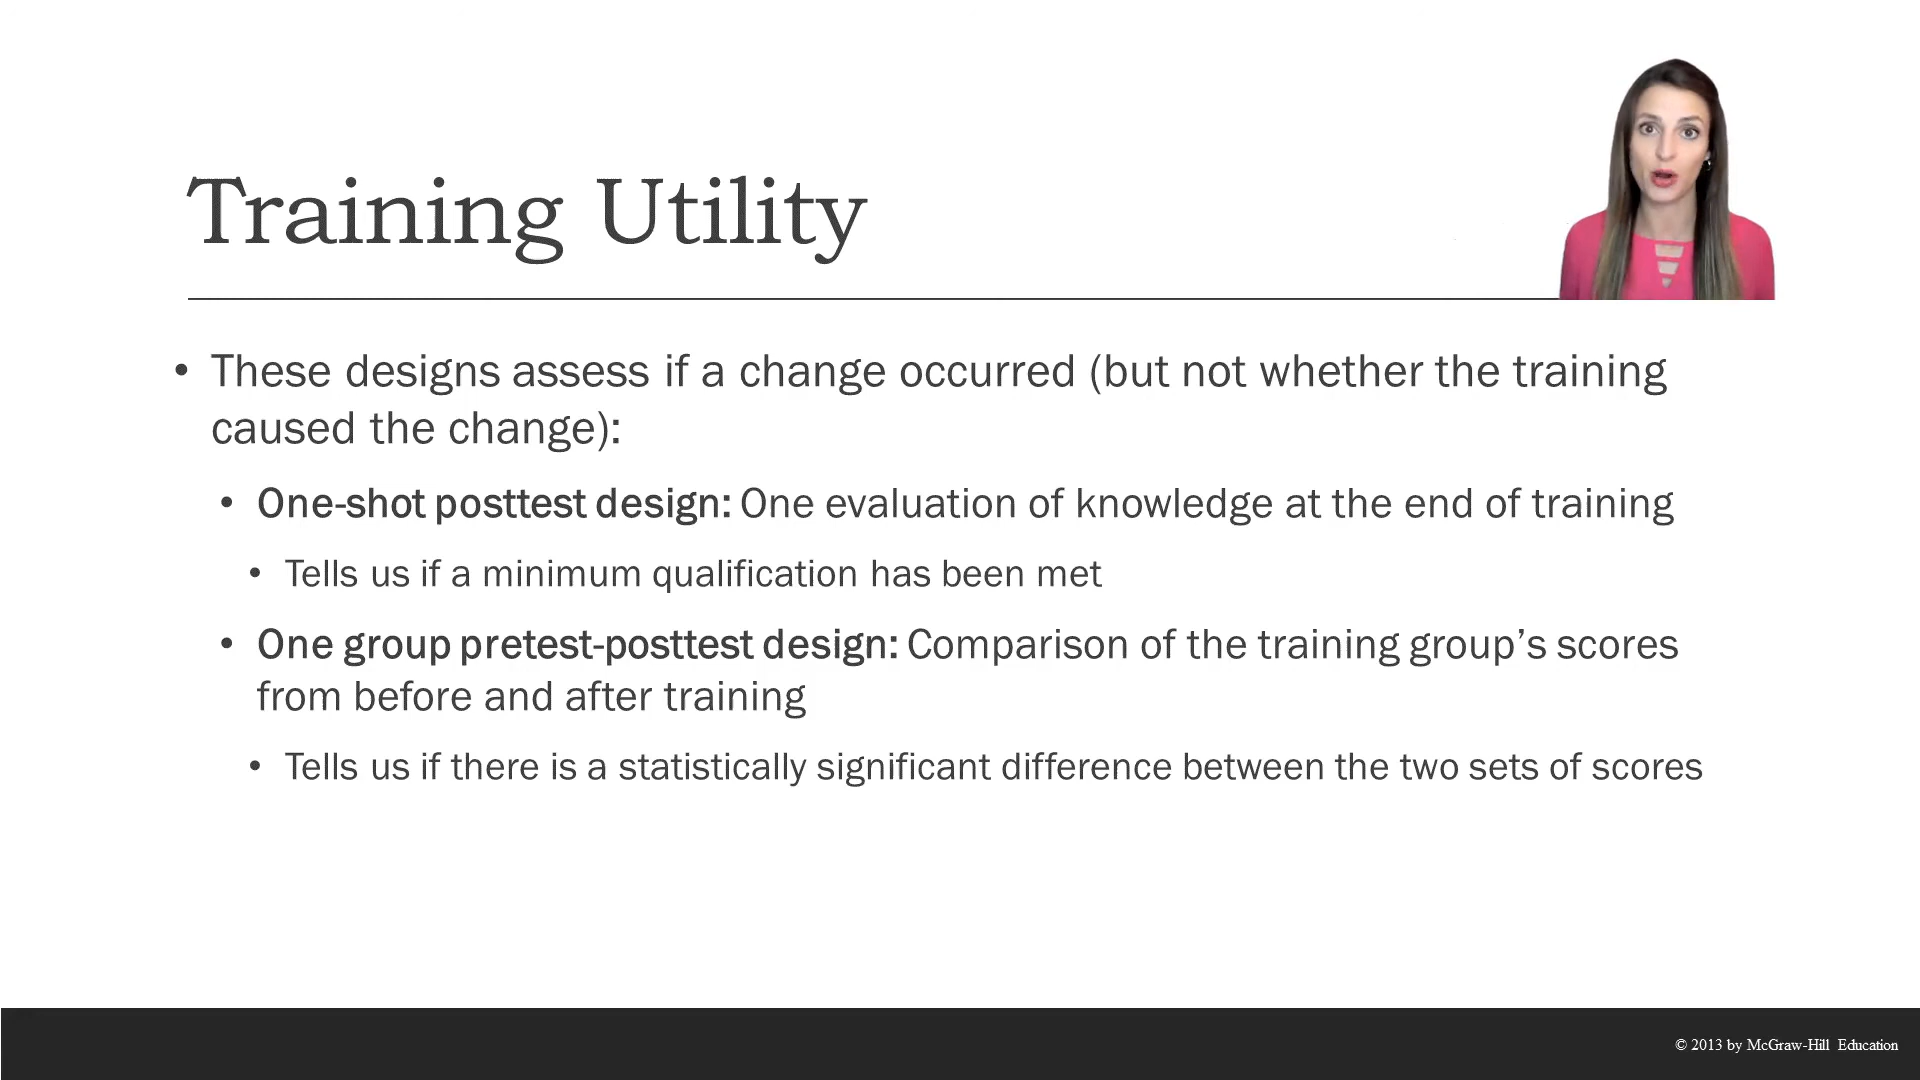 Training Utility
• These designs assess if a change occurred (but not whether the training
caused the change):
• One-shot posttest design: One evaluation of knowledge at the end of training
• Tells us if a minimum qualification has been met
• One group pretest-posttest design: Comparison of the training group’s scores
from before and after training
• Tells us if there is a statistically significant difference between the two sets of scores
© 2013 by McGraw-Hill Education